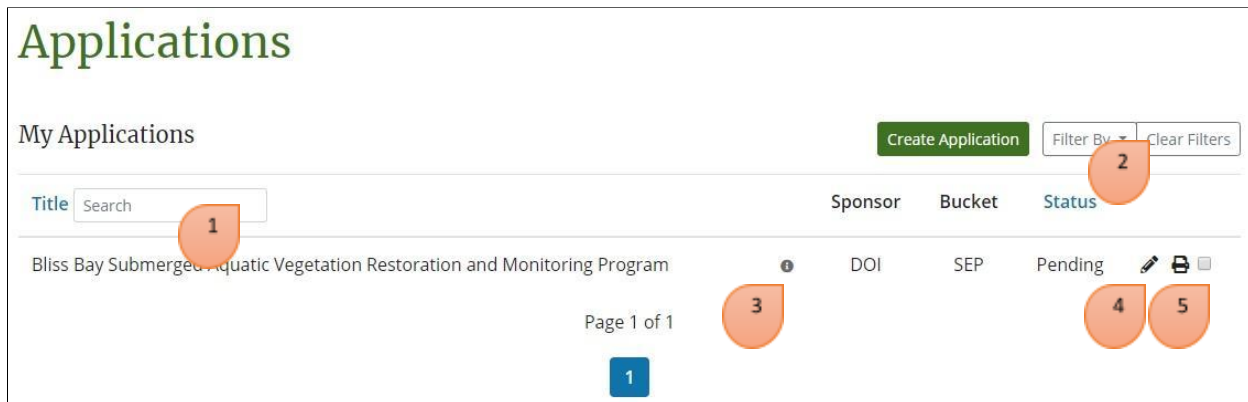 Applications
My Applications
Create Application
Filter By
Clear Filters
2
Title
Search
Sponsor
Bucket
Status
1
Bliss Bay Submerged Aquatic Vegetation Restoration and Monitoring Program
DOI
SEP
Pending
3
4
5
Page 1 of 1
1